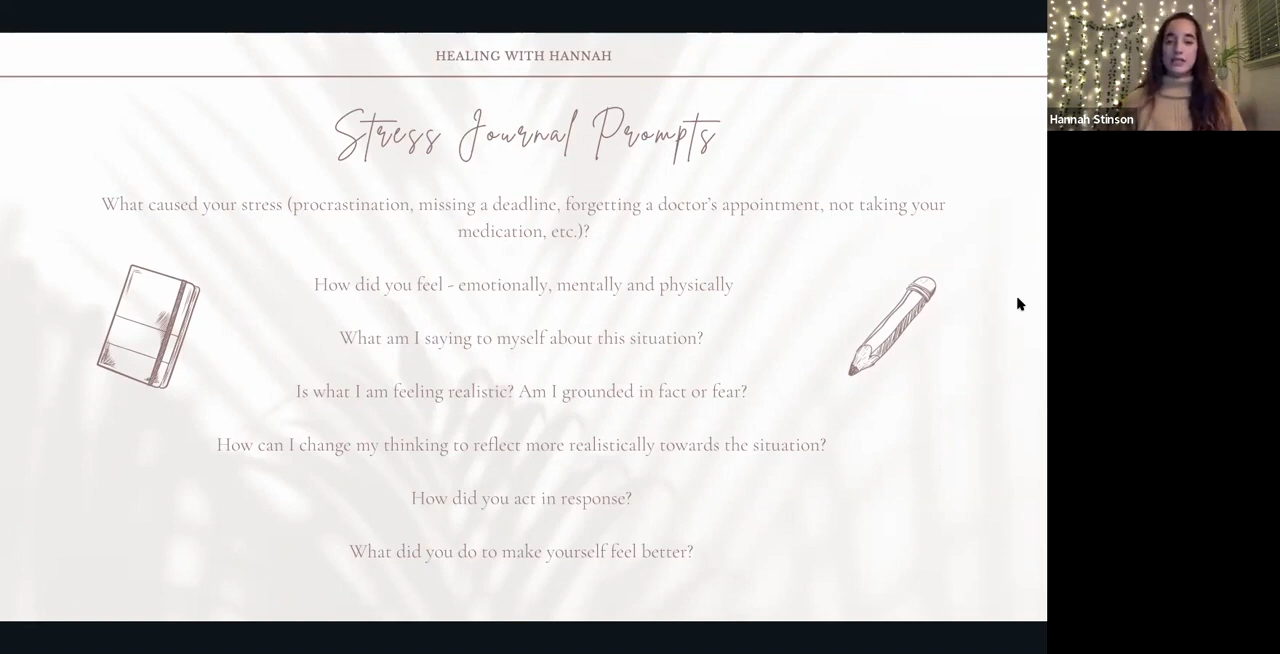 HEALING WITH HANNAH
Hannah Stinson
Stress Journal Prompts
What caused your stress (procrastination, missing a deadline, forgetting a doctor's appointment, not taking your
medication, etc.)?
How did you feel - emotionally, mentally and physically
What am I saying to myself about this situation?
Is what I am feeling realistic? Am I grounded in fact or fear?
How can I change my thinking to reflect more realistically towards the situation?
How did you act in response?
What did you do to make yourself feel better?